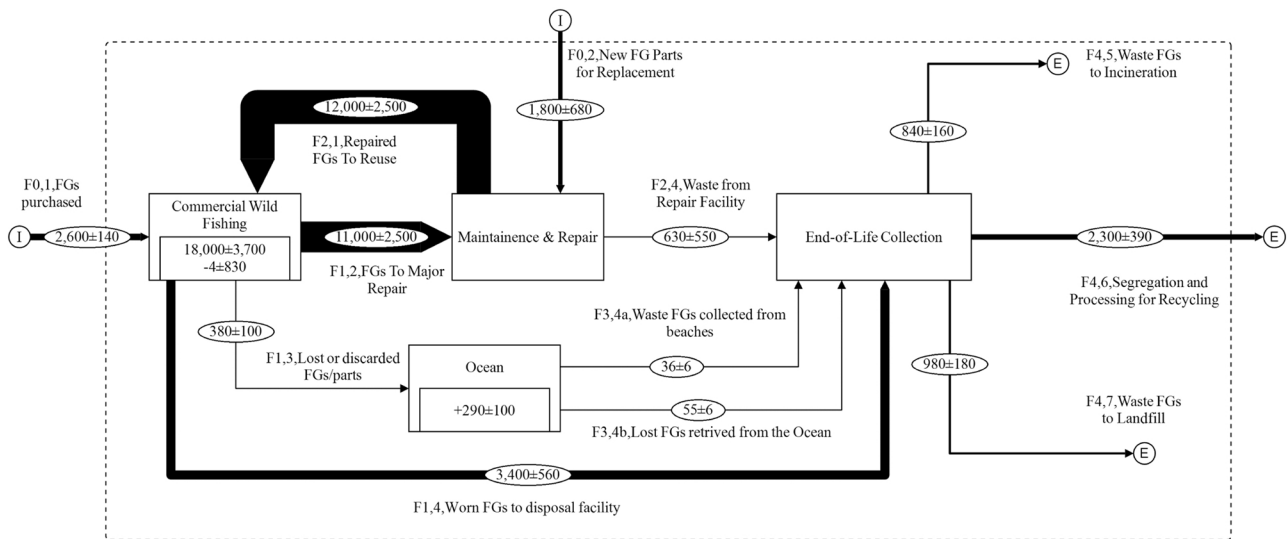 I
F0,2,New FG Parts
for Replacement
1,800±680
F4,5,Waste FGs
to Incineration
E
840±160
12,000±2,500
F2,1,Repaired
FGs To Reuse
F0,1,FGs
purchased
I
2,600±140
Commercial Wild
Fishing
18,000±3,700
-4±830
11,000±2,500
F1,2,FGs To Major
Repair
Maintainence & Repair
F2,4,Waste from
Repair Facility
630±550
End-of-Life Collection
2,300±390
E
F4,6,Segregation and
Processing for Recycling
380±100
F1,3,Lost or discarded
FGs/parts
Ocean
+290±100
F3,4a,Waste FGs collected from
beaches
36±6
55±6
F3,4b,Lost FGs retrived from the Ocean
980±180
F4,7,Waste FGs
to Landfill
E
3,400±560
F1,4,Worn FGs to disposal facility